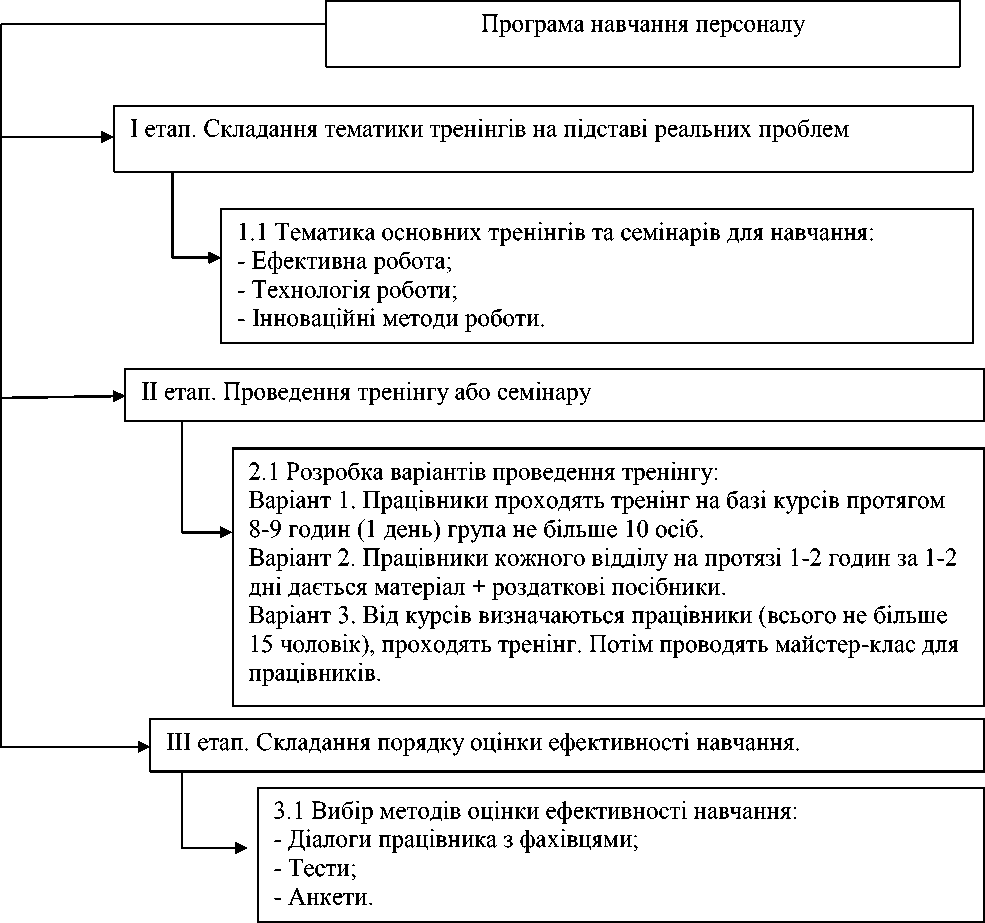 Програма навчання персоналу
І етап. Складання тематики тренінгів на підставі реальних проблем
1.1 Тематика основних тренінгів та семінарів для навчання:
- Ефективна робота;
- Технологія роботи;
- Інноваційні методи роботи.
ІІ етап. Проведення тренінгу або семінару
2.1 Розробка варіантів проведення тренінгу:
Варіант 1. Працівники проходять тренінг на базі курсів протягом
8-9 годин (1 день) група не більше 10 осіб.
Варіант 2. Працівники кожного відділу на протязі 1-2 годин за 1-2
дні дається матеріал + роздаткові посібники.
Варіант 3. Від курсів визначаються працівники (всього не більше
15 чоловік), проходять тренінг. Потім проводять майстер-клас для
працівників.
ІІІ етап. Складання порядку оцінки ефективності навчання.
3.1 Вибір методів оцінки ефективності навчання:
- Діалоги працівника з фахівцями;
- Тести;
- Анкети.